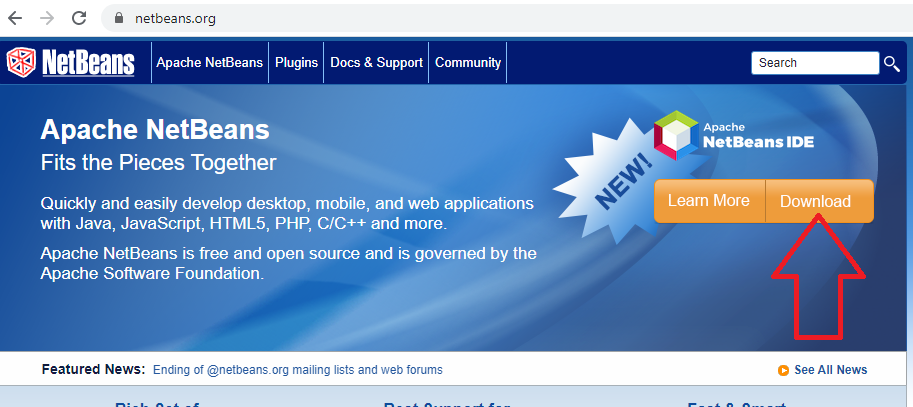 netbeans.org
NetBeans
Apache NetBeans
Plugins
Docs & Support
Community
Search
Apache NetBeans
Fits the Pieces Together
Quickly and easily develop desktop, mobile, and web applications
with Java, JavaScript, HTML5, PHP, C/C++ and more.
Apache NetBeans is free and open source and is governed by the
Apache Software Foundation.
NEW!
Apache
NetBeans IDE
Learn More
Download
Featured News: Ending of @netbeans.org mailing lists and web forums
See All News